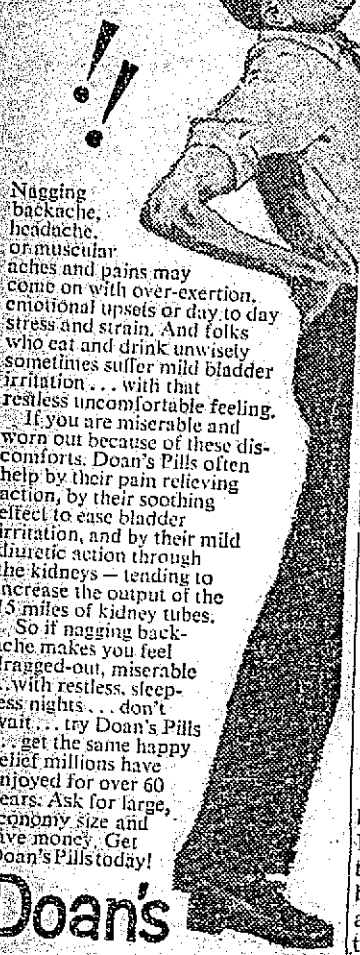 !!
Nagging
backache,
headache,
or muscular
aches and pains may
come on with over-exertion,
emotional upsets or day to day
stress and strain. And folks
who eat and drink unwisely
sometimes suffer mild bladder
irritation . . . with that
restless uncomfortable feeling.
If you are miserable and
worn out because of these dis-
comforts, Doan's Pills often
help by their pain relieving
action, by their soothing
effect to ease bladder
irritation, and by their mild
diuretic action through
the kidneys — tending to
increase the output of the
15 miles of kidney tubes.
So if nagging back-
ache makes you feel
dragged-out, miserable
. . . with restless, sleep-
less nights . . . don't
wait . . . try Doan's Pills
. . . get the same happy
relief millions have
enjoyed for over 60
years. Ask for large,
economy size and
save money. Get
Doan's Pills today!
Doan's